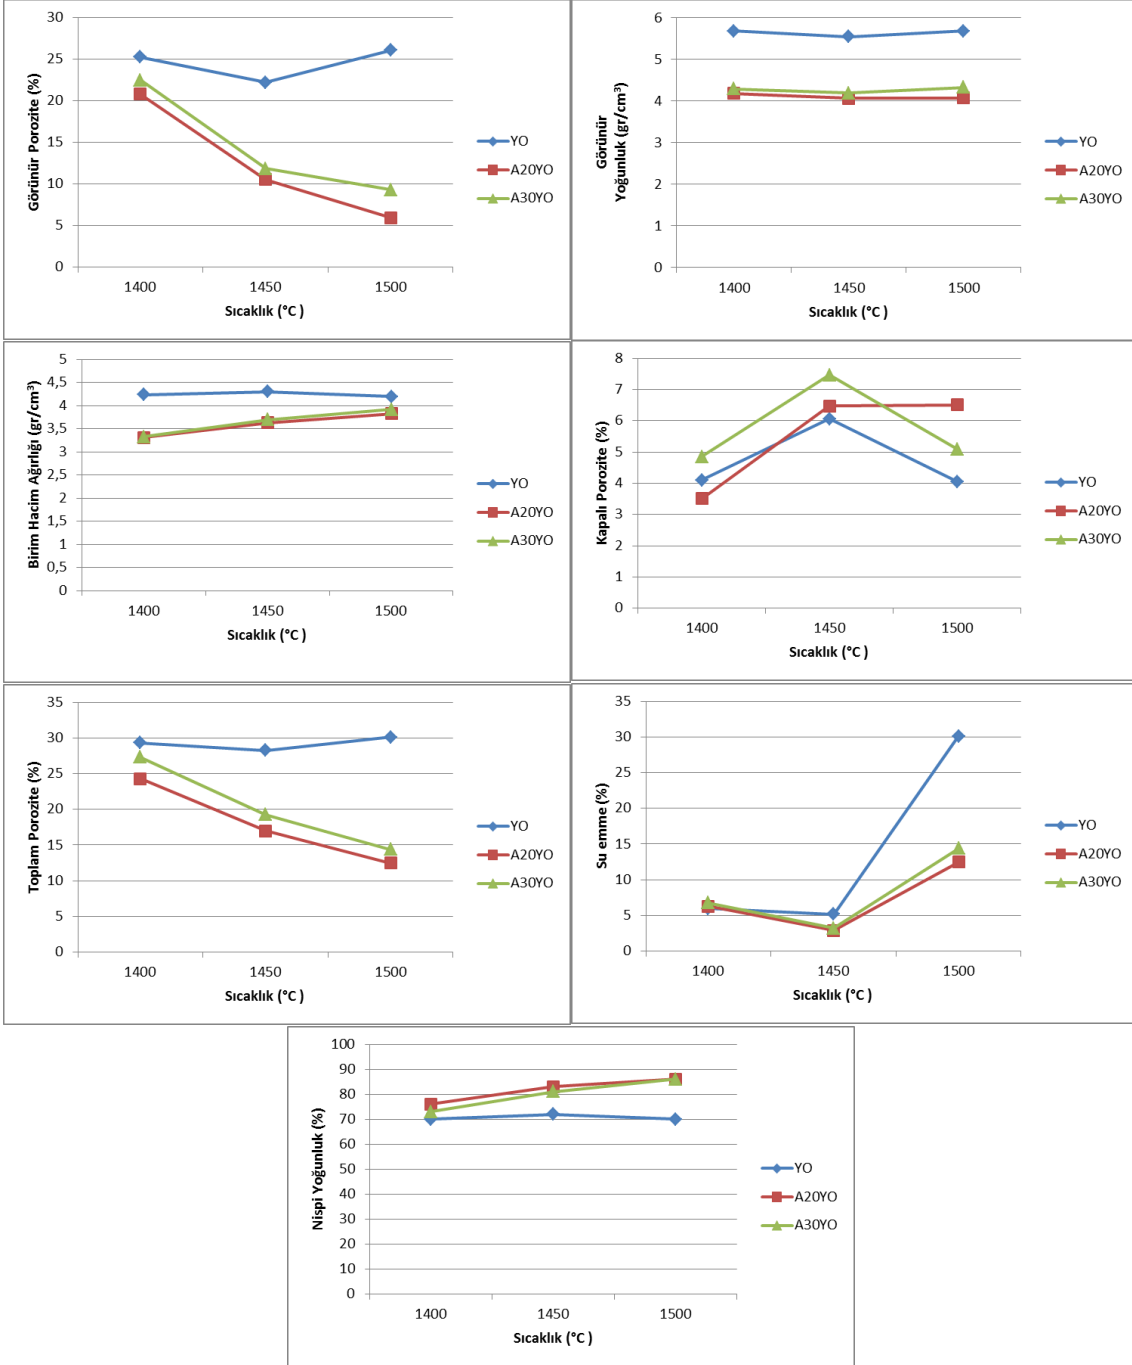 30
25
20
15
10
5
0
Görünür Porozite (%)
1400 1450 1500
Sıcaklık (°C )
YO
A20YO
A30YO
6
5
4
3
2
1
0
Görünür
Yoğunluk (gr/cm³)
1400 1450 1500
Sıcaklık (°C )
YO
A20YO
A30YO
5
4,5
4
3,5
3
2,5
2
1,5
1
0,5
0
Birim Hacim Ağırlığı (gr/cm³)
1400 1450 1500
Sıcaklık (°C )
YO
A20YO
A30YO
8
7
6
5
4
3
2
1
0
Kapalı Porozite (%)
1400 1450 1500
Sıcaklık (°C )
YO
A20YO
A30YO
35
30
25
20
15
10
5
0
Toplam Porozite (%)
1400 1450 1500
Sıcaklık (°C )
YO
A20YO
A30YO
35
30
25
20
15
10
5
0
Su emme (%)
1400 1450 1500
Sıcaklık (°C )
YO
A20YO
A30YO
100
90
80
70
60
50
40
30
20
10
0
Nispi Yoğunluk (%)
1400 1450 1500
Sıcaklık (°C )
YO
A20YO
A30YO